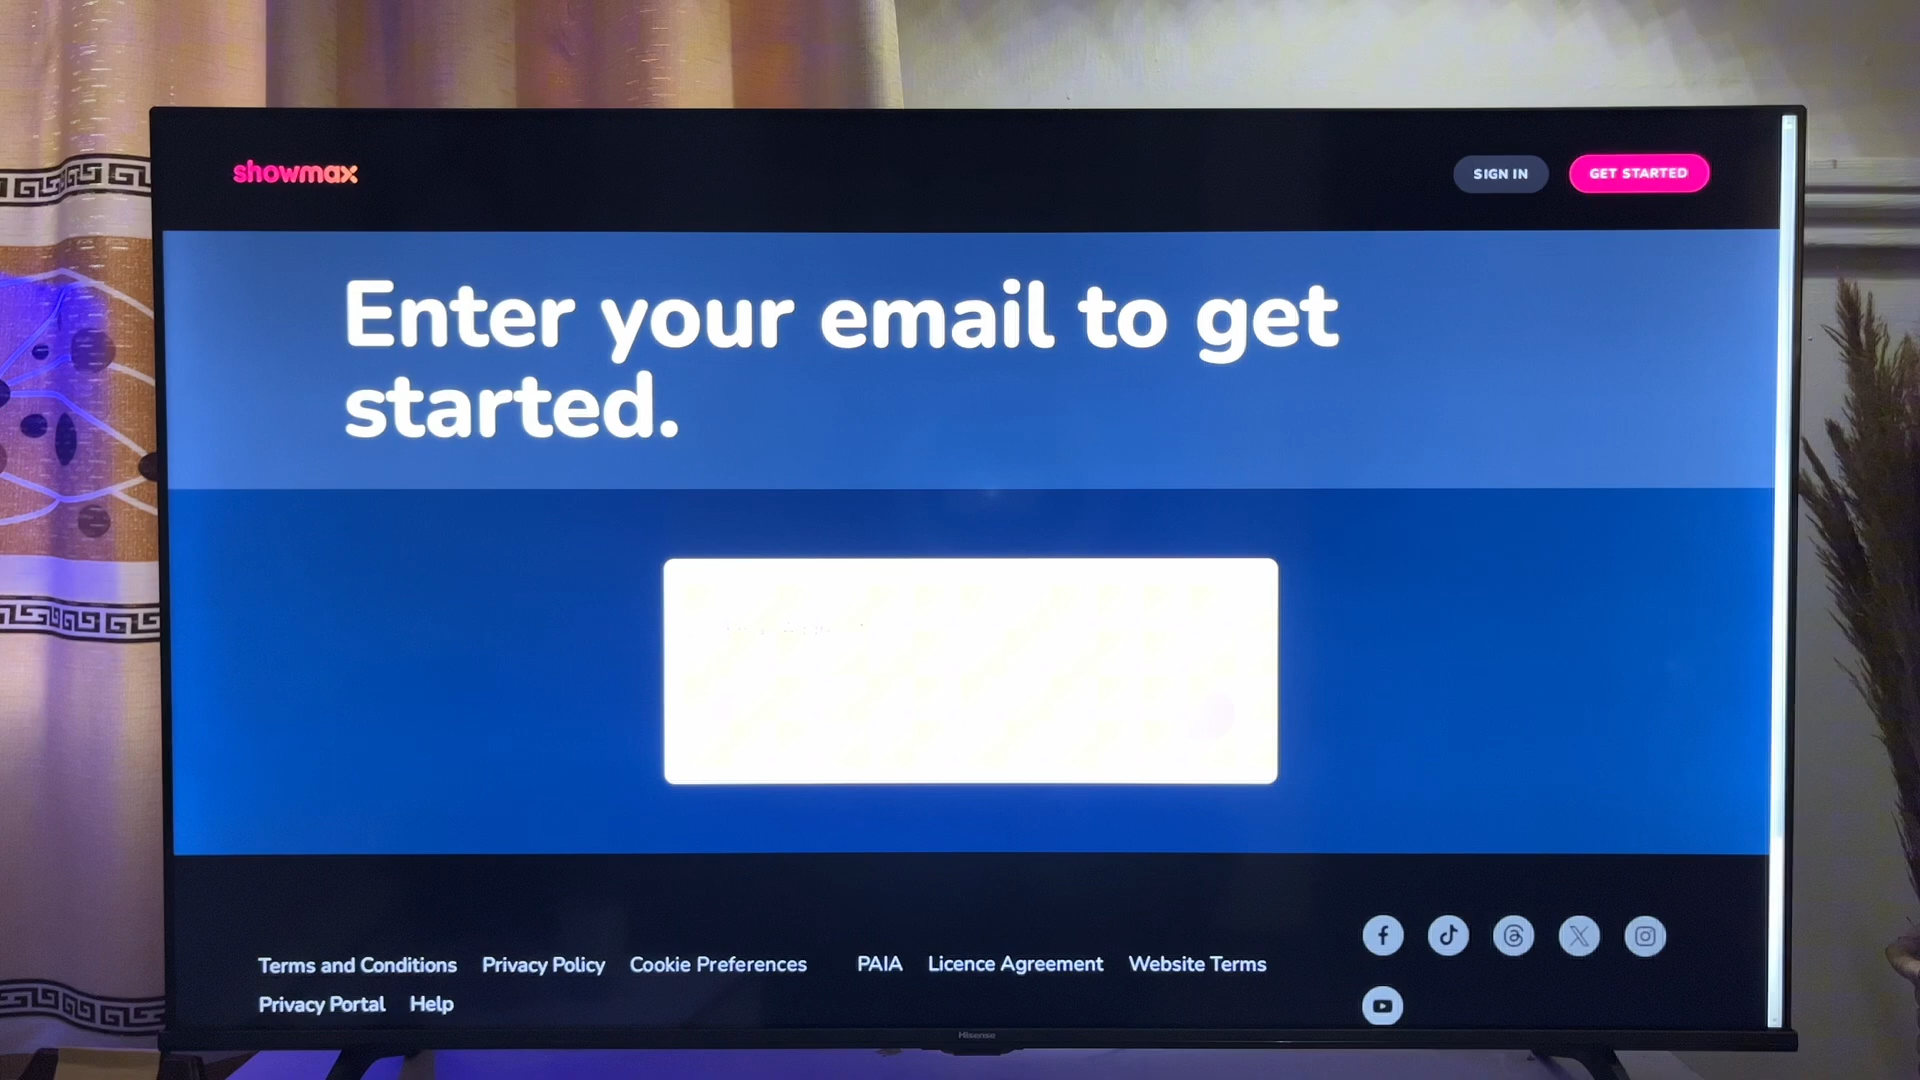 showmax
SIGN IN
GET STARTED
Enter your email to get
started.
Terms and Conditions Privacy Policy Cookie Preferences PAIA Licence Agreement Website Terms
Privacy Portal Help
Hisense